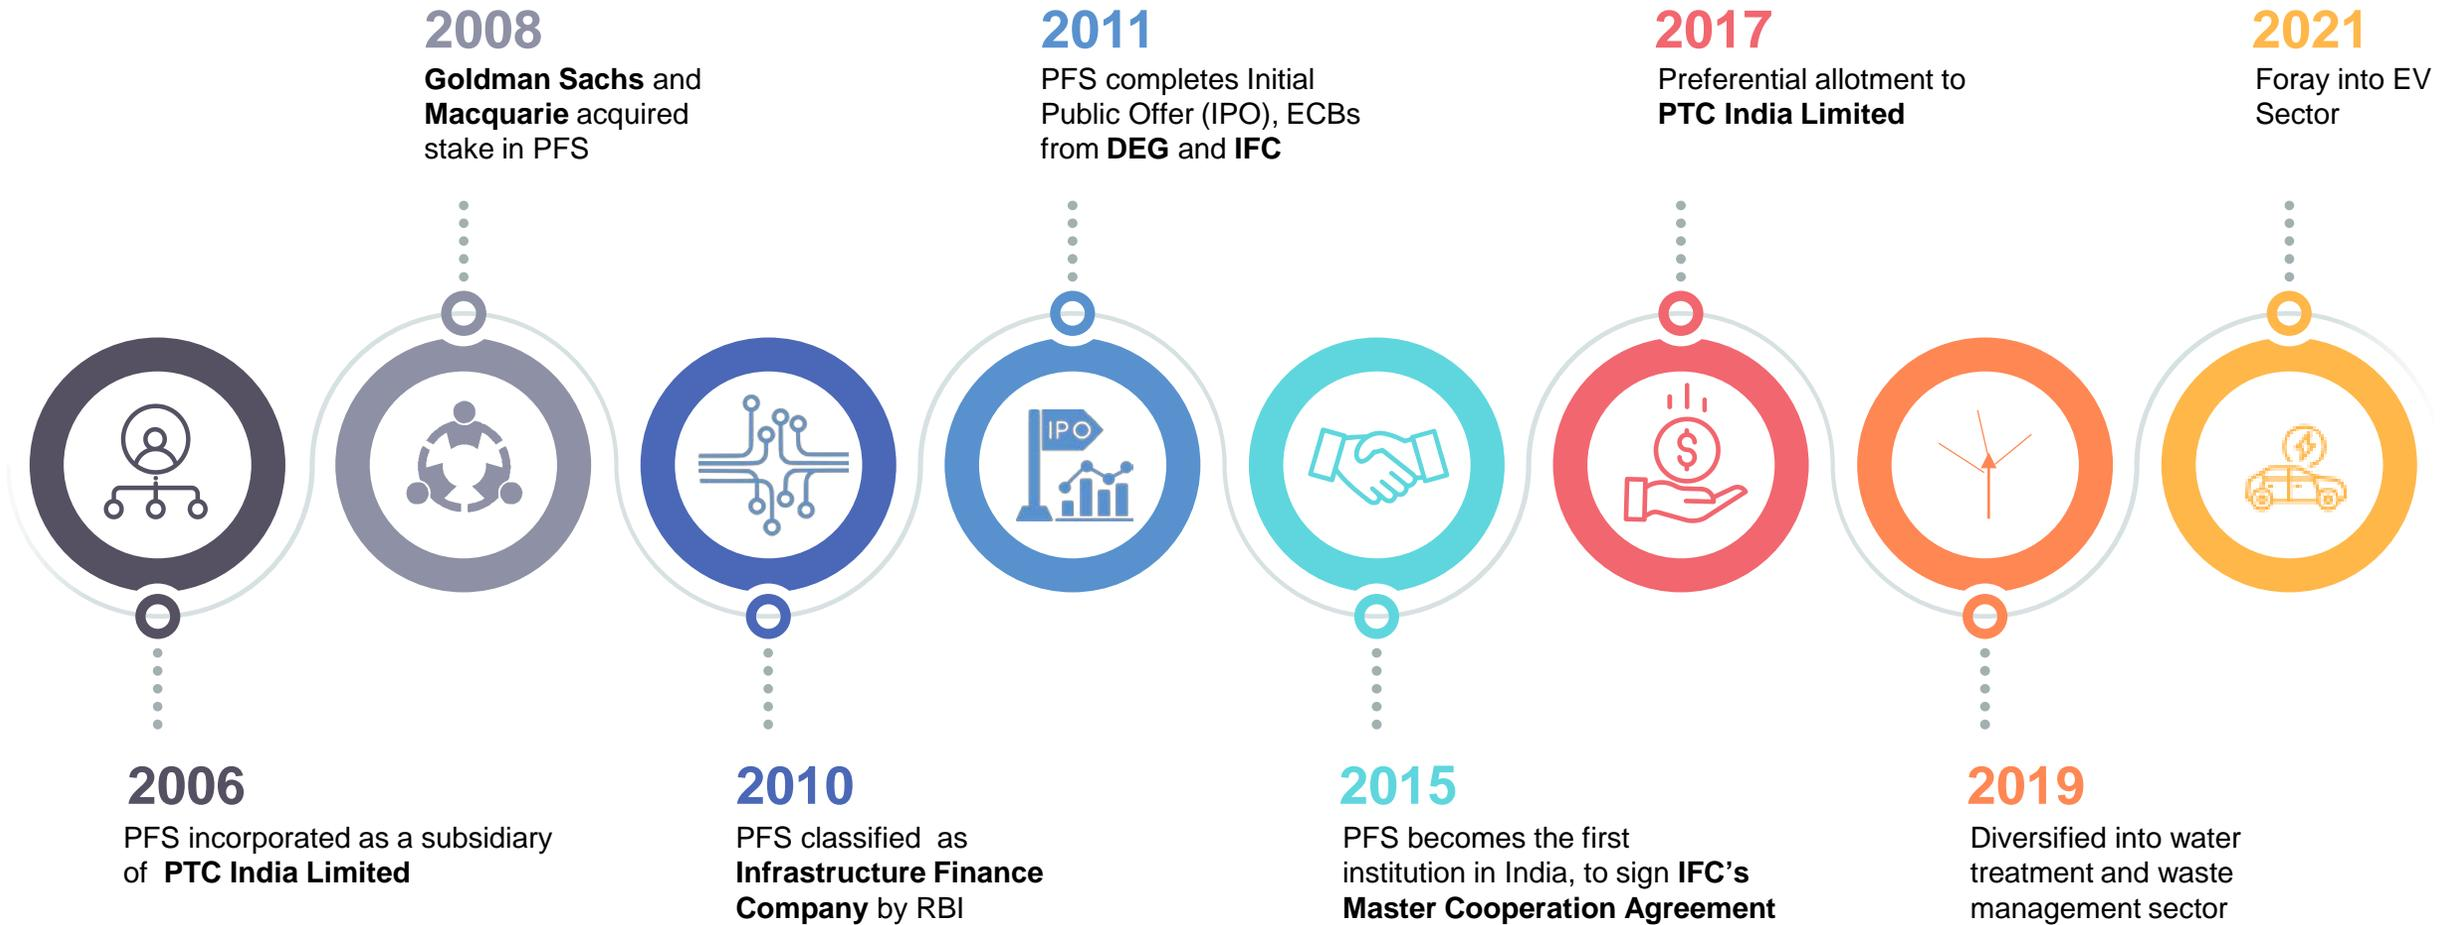 2008
Goldman Sachs and
Macquarie acquired
stake in PFS
2011
PFS completes Initial
Public Offer (IPO), ECBs
from DEG and IFC
2017
Preferential allotment to
PTC India Limited
2021
Foray into EV
Sector
IPO
$
2006
PFS incorporated as a subsidiary
of PTC India Limited
2010
PFS classified as
Infrastructure Finance
Company by RBI
2015
PFS becomes the first
institution in India, to sign IFC’s
Master Cooperation Agreement
2019
Diversified into water
treatment and waste
management sector